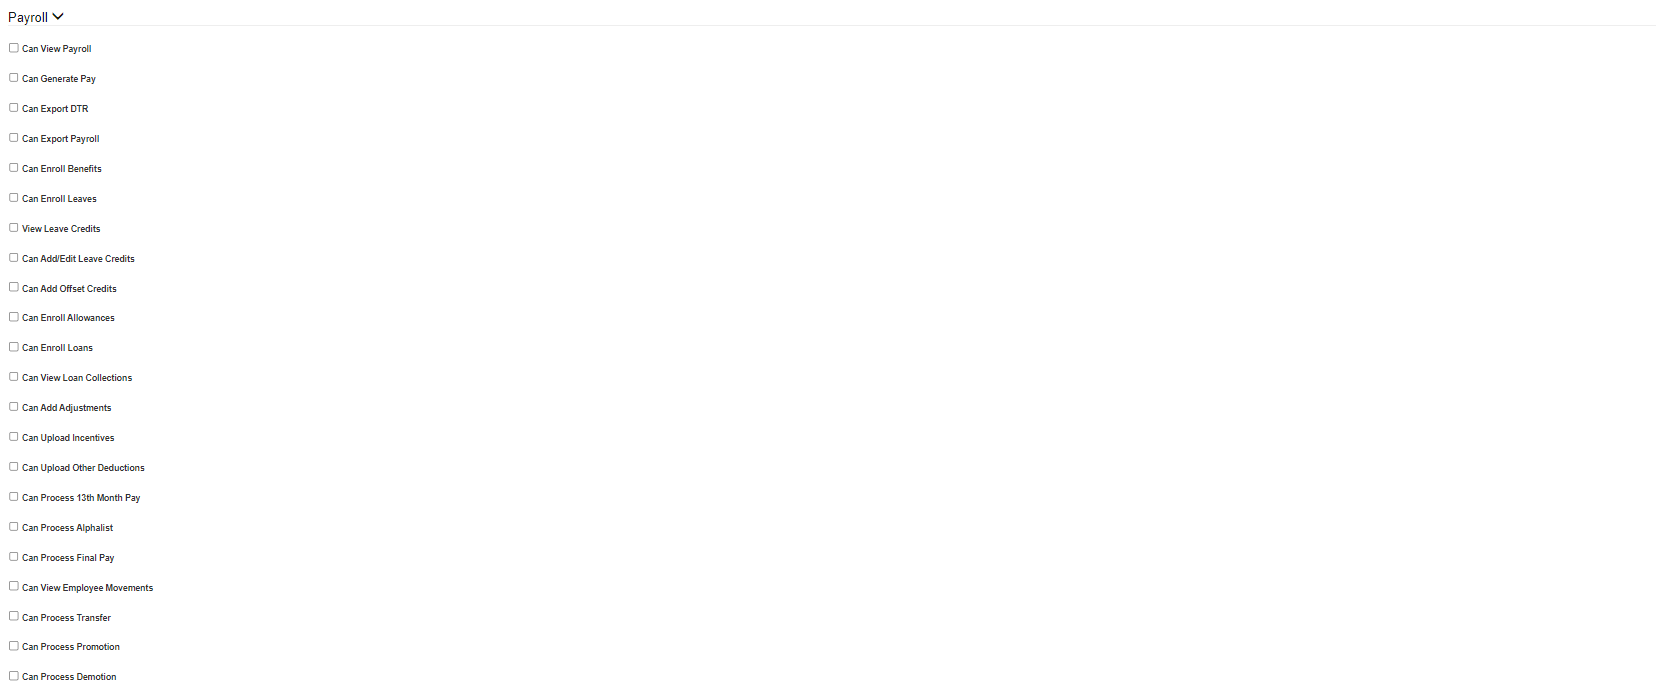 Payroll
Can View Payroll
Can Generate Pay
Can Export DTR
Can Export Payroll
Can Enroll Benefits
Can Enroll Leaves
View Leave Credits
Can Add/Edit Leave Credits
Can Add Offset Credits
Can Enroll Allowances
Can Enroll Loans
Can View Loan Collections
Can Add Adjustments
Can Upload Incentives
Can Upload Other Deductions
Can Process 13th Month Pay
Can Process Alphalist
Can Process Final Pay
Can View Employee Movements
Can Process Transfer
Can Process Promotion
Can Process Demotion